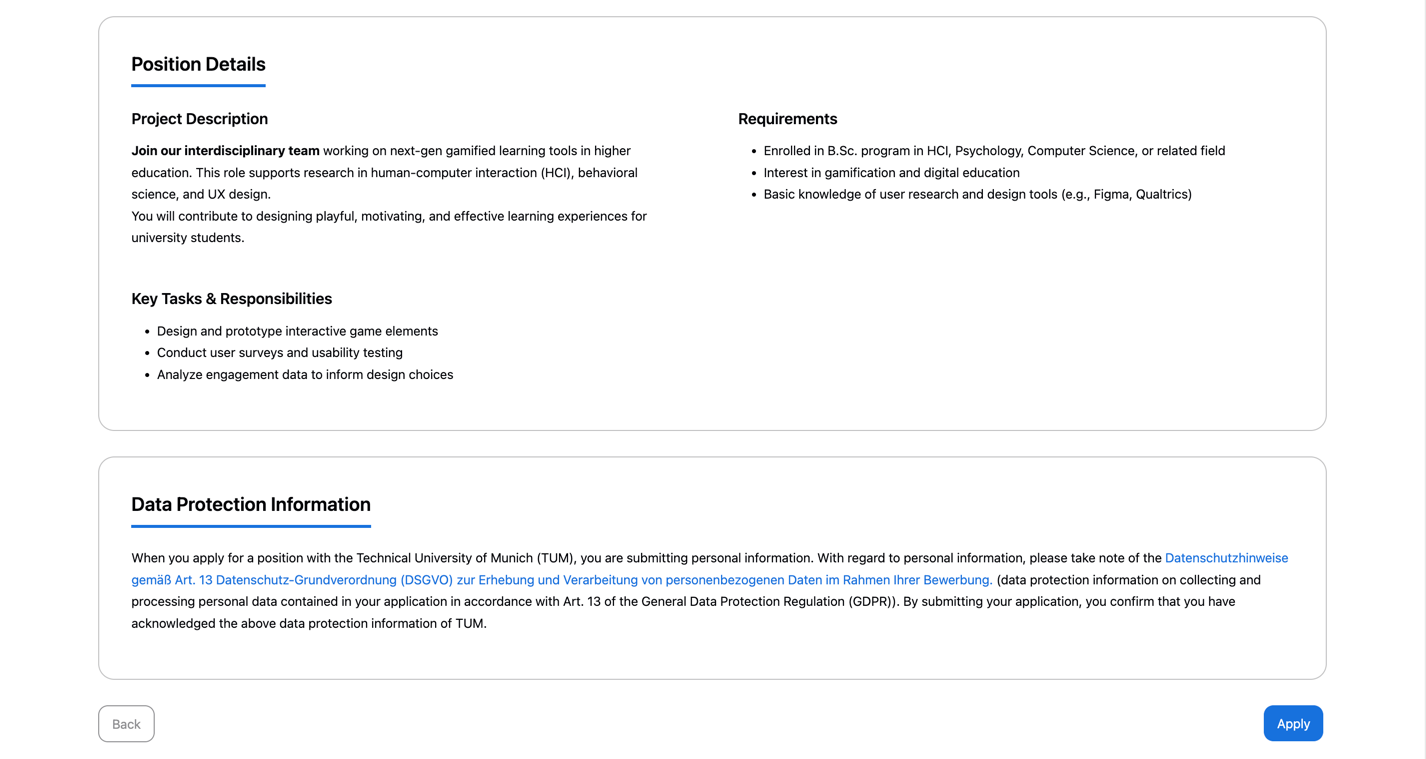 Position Details
Project Description
Join our interdisciplinary team working on next-gen gamified learning tools in higher
education. This role supports research in human-computer interaction (HCI), behavioral
science, and UX design.
You will contribute to designing playful, motivating, and effective learning experiences for
university students.
Key Tasks & Responsibilities
• Design and prototype interactive game elements
• Conduct user surveys and usability testing
• Analyze engagement data to inform design choices
Requirements
• Enrolled in B.Sc. program in HCI, Psychology, Computer Science, or related field
• Interest in gamification and digital education
• Basic knowledge of user research and design tools (e.g., Figma, Qualtrics)
Data Protection Information
When you apply for a position with the Technical University of Munich (TUM), you are submitting personal information. With regard to personal information, please take note of the Datenschutzhinweise
gemäß Art. 13 Datenschutz-Grundverordnung (DSGVO) zur Erhebung und Verarbeitung von personenbezogenen Daten im Rahmen Ihrer Bewerbung. (data protection information on collecting and
processing personal data contained in your application in accordance with Art. 13 of the General Data Protection Regulation (GDPR)). By submitting your application, you confirm that you have
acknowledged the above data protection information of TUM.
Back
Apply